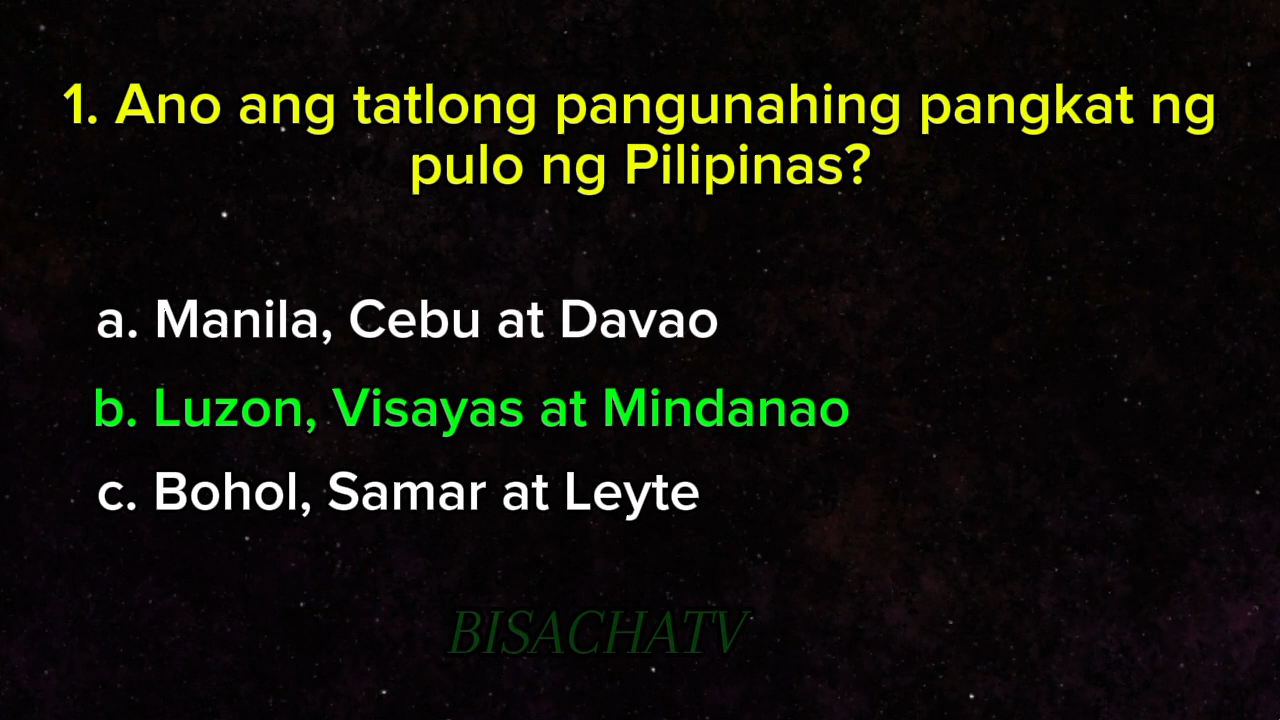 1. Ano ang tatlong pangunahing pangkat ng
pulo ng Pilipinas?
a. Manila, Cebu at Davao
b. Luzon, Visayas at Mindanao
c. Bohol, Samar at Leyte
BISACHATV